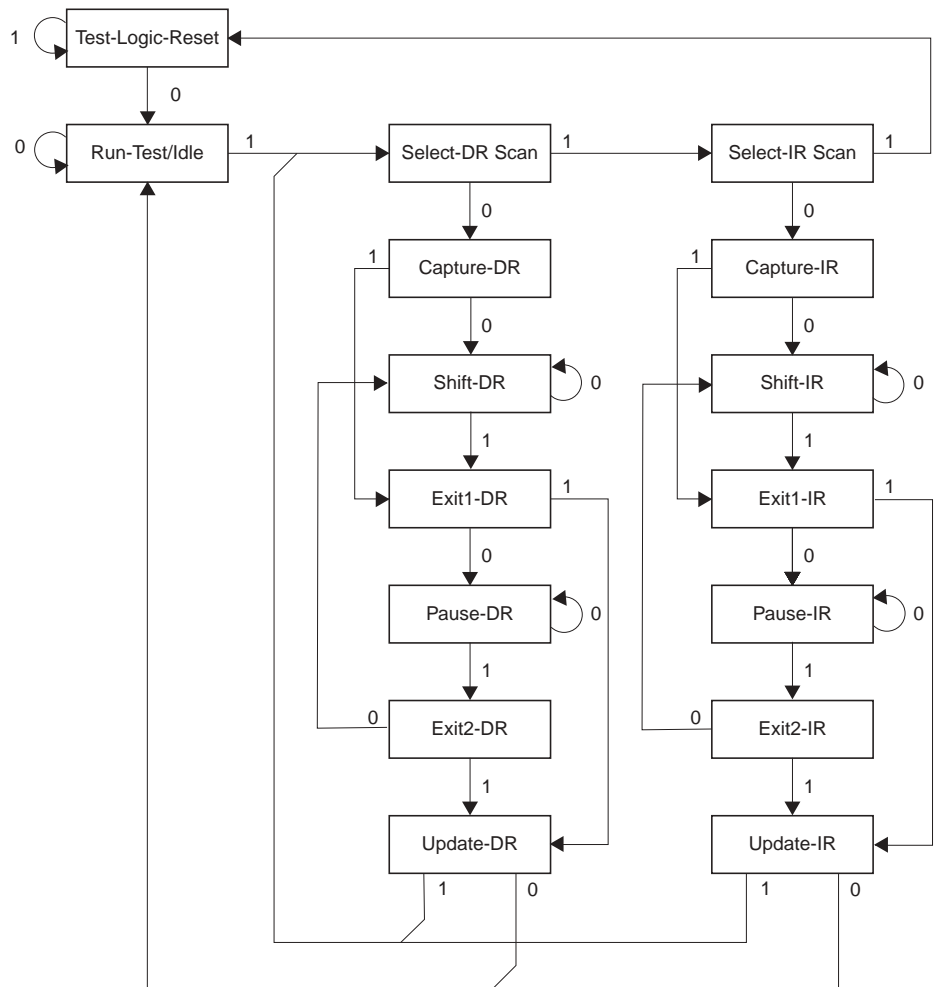 1 Test-Logic-Reset
0
0 Run-Test/Idle 1 Select-DR Scan 1 Select-IR Scan 1
0 0
1 Capture-DR 1 Capture-IR
0 0
Shift-DR 0 Shift-IR 0
1 1
Exit1-DR 1 Exit1-IR 1
0 0
Pause-DR 0 Pause-IR 0
1 1
0 Exit2-DR 0 Exit2-IR
1 1
Update-DR Update-IR
1 0 1 0